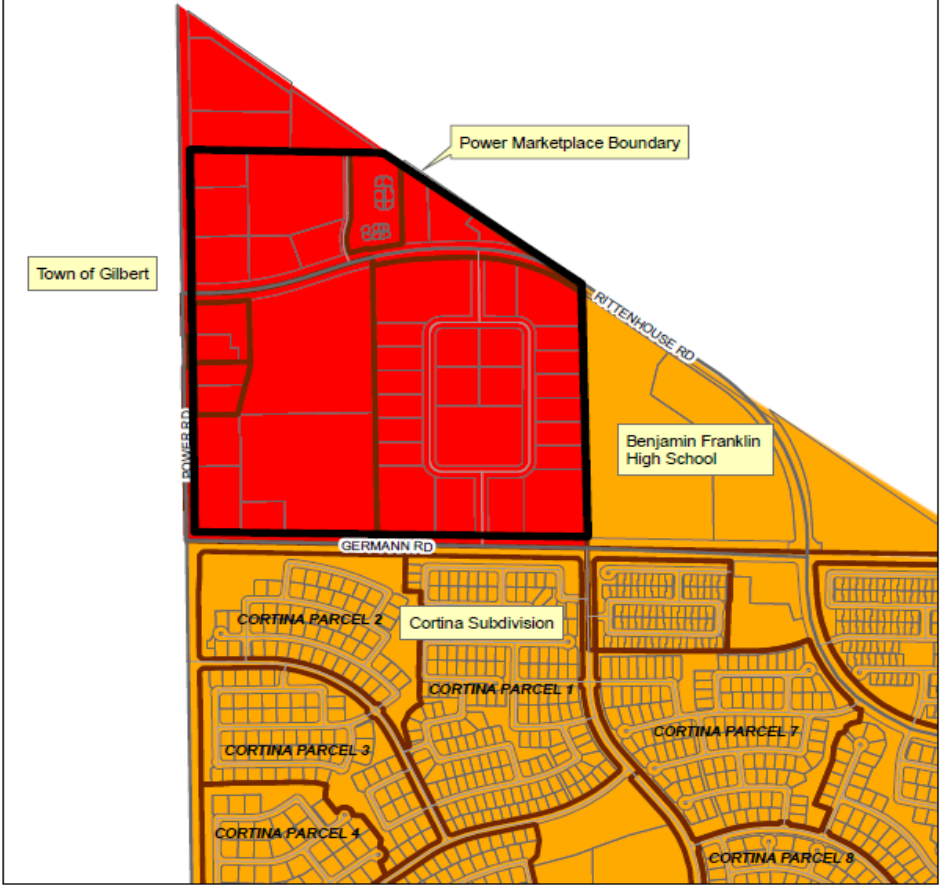 Power Marketplace Boundary
Town of Gilbert
RITTENHOUSE RD
POWER RD
Benjamin Franklin
High School
GERMANN RD
CORTINA PARCEL 2
Cortina Subdivision
CORTINA PARCEL 1
CORTINA PARCEL 7
CORTINA PARCEL 3
CORTINA PARCEL 4
CORTINA PARCEL 8